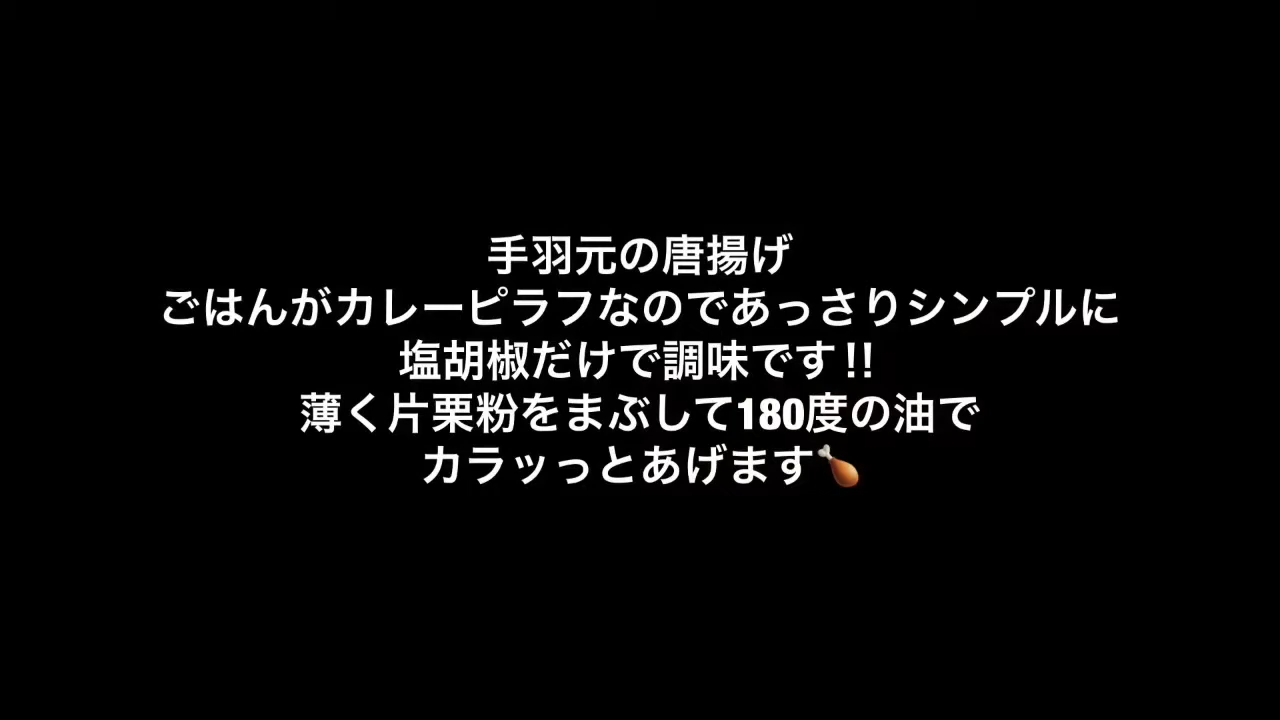 手羽元の唐揚げ
ごはんがカレーピラフなのであっさりシンプルに
塩胡椒だけで調味です‼
薄く片栗粉をまぶして180度の油で
カラッっとあげます🍗